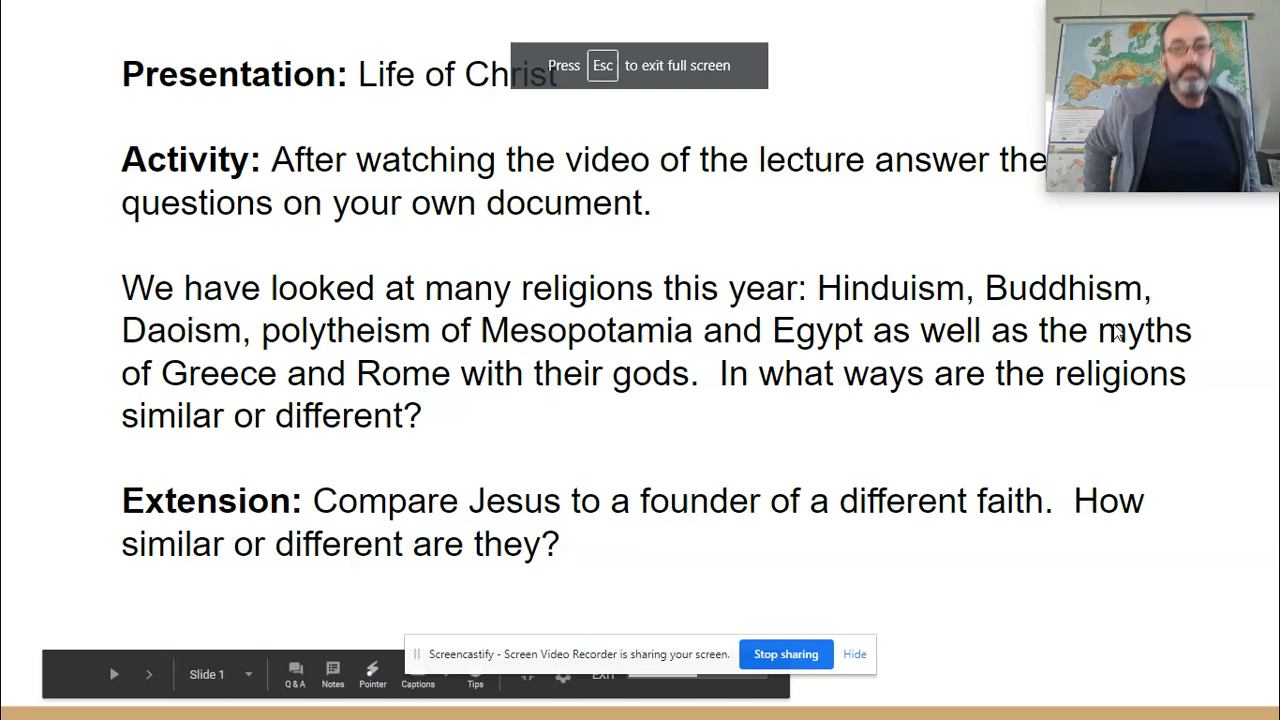 Presentation: Life of Christ
Press Esc to exit full screen
Activity: After watching the video of the lecture answer the
questions on your own document.
We have looked at many religions this year: Hinduism, Buddhism,
Daoism, polytheism of Mesopotamia and Egypt as well as the myths
of Greece and Rome with their gods. In what ways are the religions
similar or different?
Extension: Compare Jesus to a founder of a different faith. How
similar or different are they?
Screencastify - Screen Video Recorder is sharing your screen. Stop sharing Hide
Slide 1 Q & A Notes Pointer Captions Tips EXIT